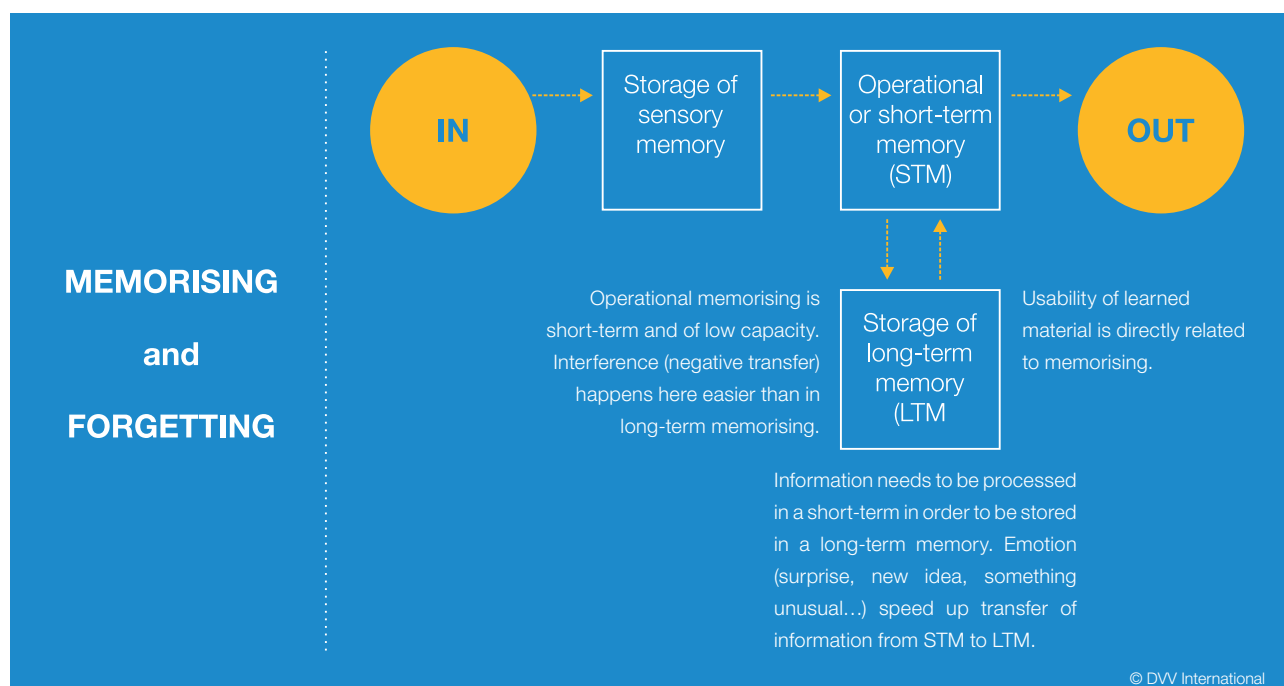 MEMORISING
and
FORGETTING
IN
Storage of
sensory
memory
Operational
or short-term
memory
(STM)
OUT
Operational memorising is
short-term and of low capacity.
Interference (negative transfer)
happens here easier than in
long-term memorising.
Storage of
long-term
memory
(LTM
Usability of learned
material is directly related
to memorising.
Information needs to be processed
in a short-term in order to be stored
in a long-term memory. Emotion
(surprise, new idea, something
unusual…) speed up transfer of
information from STM to LTM.
© DVV International